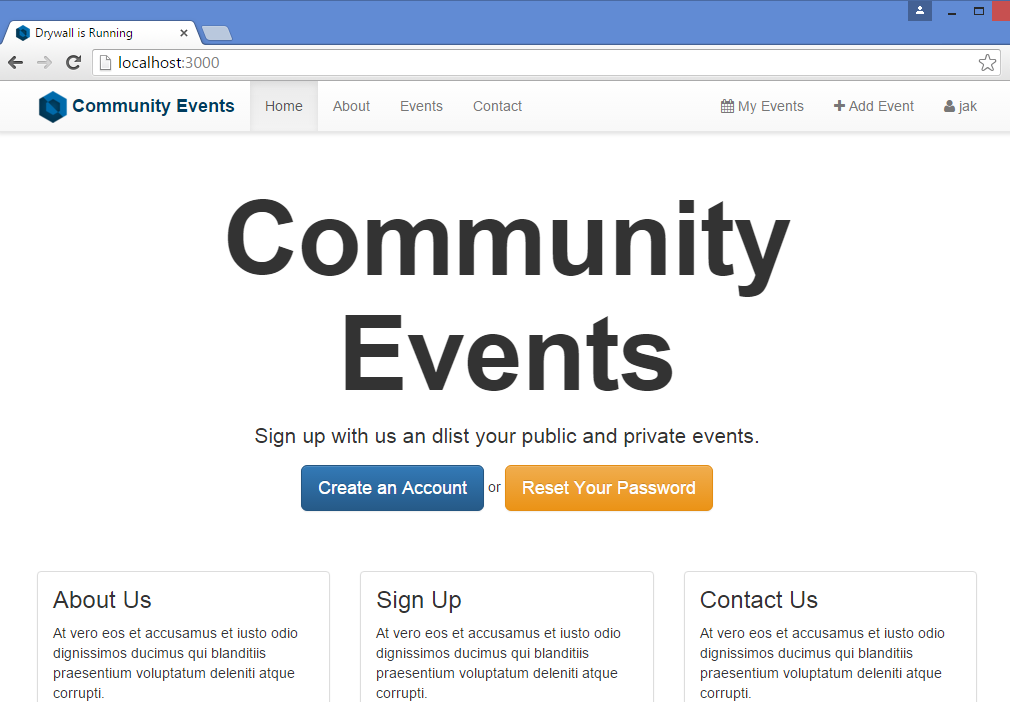 Drywall is Running
localhost:3000
Community Events Home About Events Contact My Events Add Event jak
Community
Events
Sign up with us an dlist your public and private events.
Create an Account or Reset Your Password
About Us
At vero eos et accusamus et iusto odio
dignissimos ducimus qui blanditiis
praesentium voluptatum deleniti atque
corrupti.
Sign Up
At vero eos et accusamus et iusto odio
dignissimos ducimus qui blanditiis
praesentium voluptatum deleniti atque
corrupti.
Contact Us
At vero eos et accusamus et iusto odio
dignissimos ducimus qui blanditiis
praesentium voluptatum deleniti atque
corrupti.